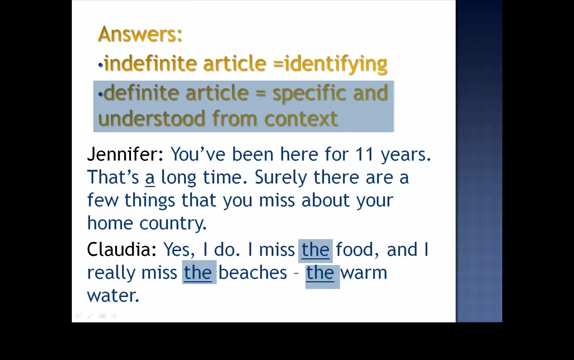 Answers:
•indefinite article =identifying
•definite article = specific and
understood from context
Jennifer: You've been here for 11 years.
That's a long time. Surely there are a
few things that you miss about your
home country.
Claudia: Yes, I do. I miss the food, and I
really miss the beaches – the warm
water.